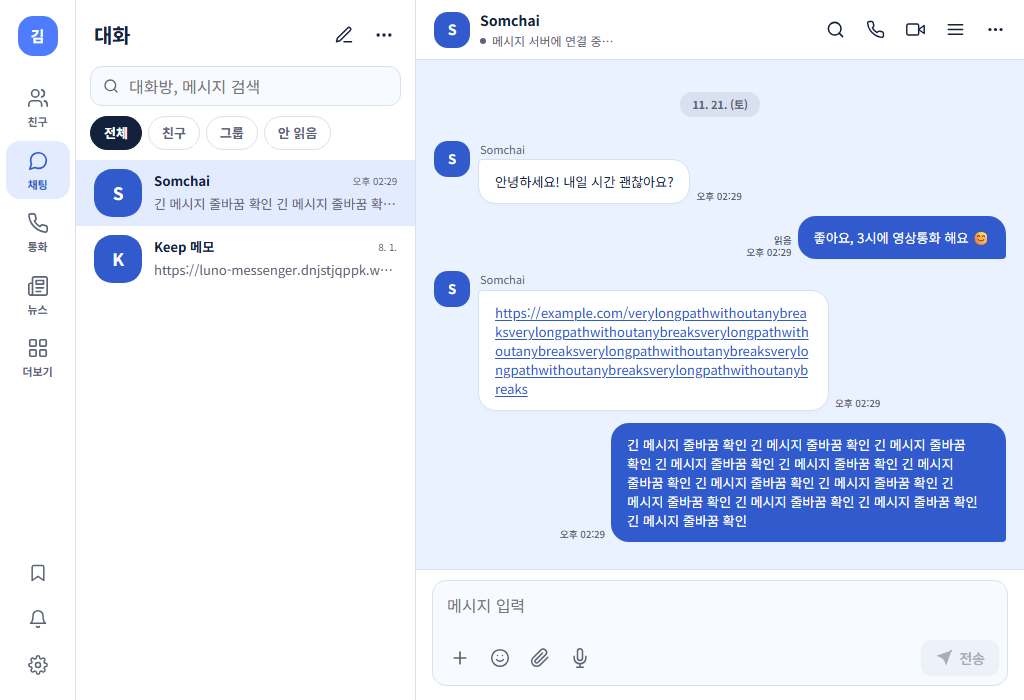 김
친구
채팅
통화
뉴스
더보기
대화
대화방, 메시지 검색
전체
친구
그룹
안 읽음
S
Somchai
오후 02:29
긴 메시지 줄바꿈 확인 긴 메시지 줄바꿈 확…
K
Keep 메모
8. 1.
https://luno-messenger.dnjstjqppk.w…
S
Somchai
메시지 서버에 연결 중…
11. 21. (토)
S
Somchai
안녕하세요! 내일 시간 괜찮아요?
오후 02:29
읽음
오후 02:29
좋아요, 3시에 영상통화 해요 😊
S
Somchai
https://example.com/verylongpathwithoutanybrea
ksverylongpathwithoutanybreaksverylongpathwith
outanybreaksverylongpathwithoutanybreaksverylo
ngpathwithoutanybreaksverylongpathwithoutanyb
reaks
오후 02:29
긴 메시지 줄바꿈 확인 긴 메시지 줄바꿈 확인 긴 메시지 줄바꿈
확인 긴 메시지 줄바꿈 확인 긴 메시지 줄바꿈 확인 긴 메시지
줄바꿈 확인 긴 메시지 줄바꿈 확인 긴 메시지 줄바꿈 확인 긴
메시지 줄바꿈 확인 긴 메시지 줄바꿈 확인 긴 메시지 줄바꿈 확인
긴 메시지 줄바꿈 확인
오후 02:29
메시지 입력
전송